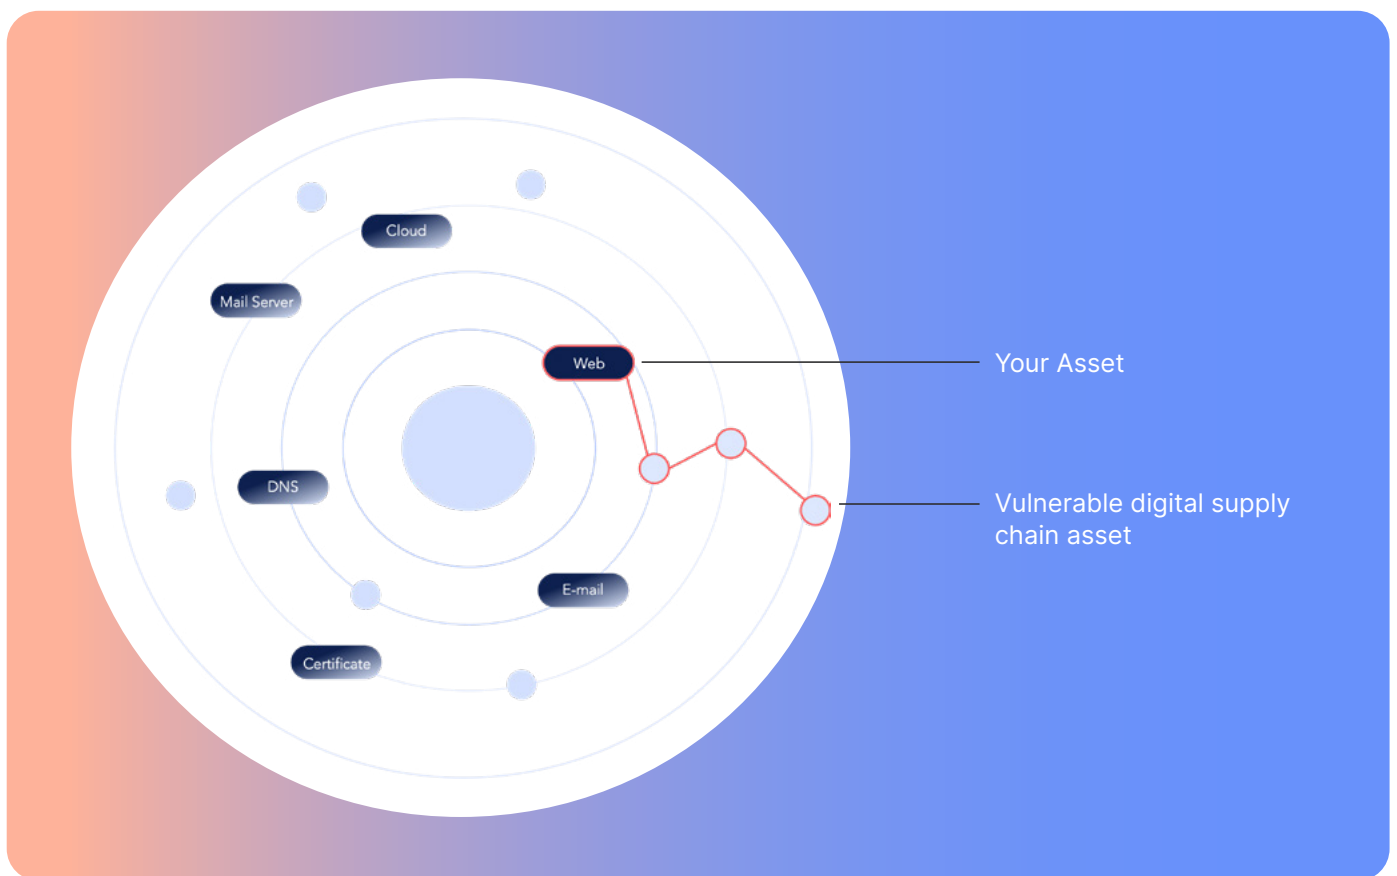 Cloud
Mail Server
Web
Your Asset
DNS
Vulnerable digital supply
chain asset
E-mail
Certificate